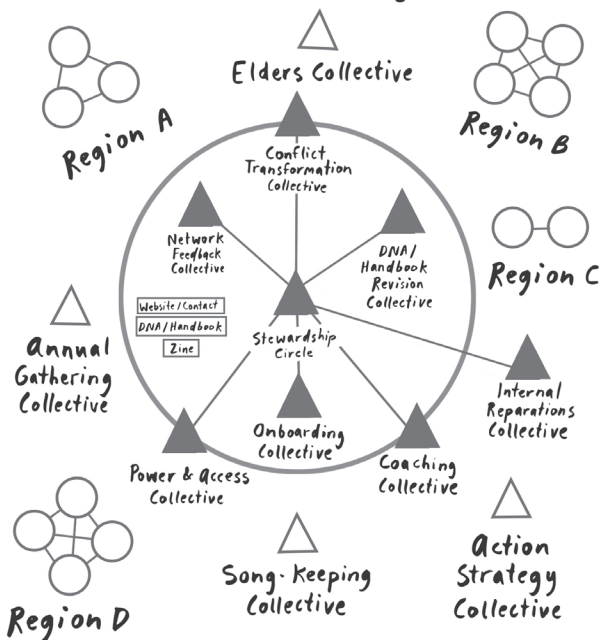 Elders Collective
Region A
Region B
Conflict
Transformation
Collective
Network
Feedback
Collective
DNA/
Handbook
Revision
Collective
Region C
Website/Contact
DNA/Handbook
Zine
Stewardship
Circle
Annual
Gathering
Collective
Internal
Reparations
Collective
Onboarding
Collective
Power & Access
Collective
Coaching
Collective
Song-Keeping
Collective
Action
Strategy
Collective
Region D